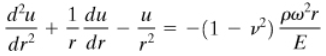 d²u/dr² + 1/r du/dr − u/r² = −(1 − ν²) ρω²r/E